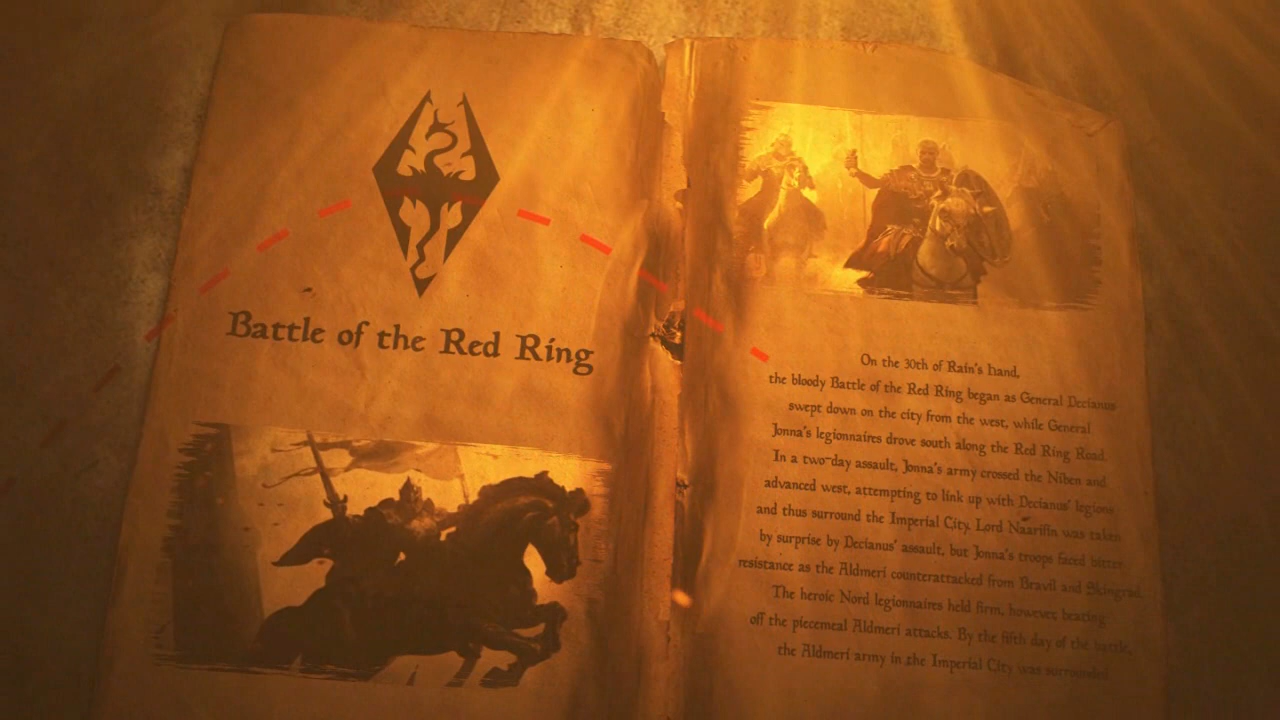 Battle of the Red Ring
On the 30th of Rain's hand,
the bloody Battle of the Red Ring began as General Decianus
swept down on the city from the west, while General
Jonna's legionnaires drove south along the Red Ring Road.
In a two-day assault, Jonna's army crossed the Niben and
advanced west, attempting to link up with Decianus' legions
and thus surround the Imperial City. Lord Naarifin was taken
by surprise by Decianus' assault, but Jonna's troops faced bitter
resistance as the Aldmeri counterattacked from Bravil and Skingrad.
The heroic Nord legionnaires held firm, however, beating
off the piecemeal Aldmeri attacks. By the fifth day of the battle,
the Aldmeri army in the Imperial City was surrounded